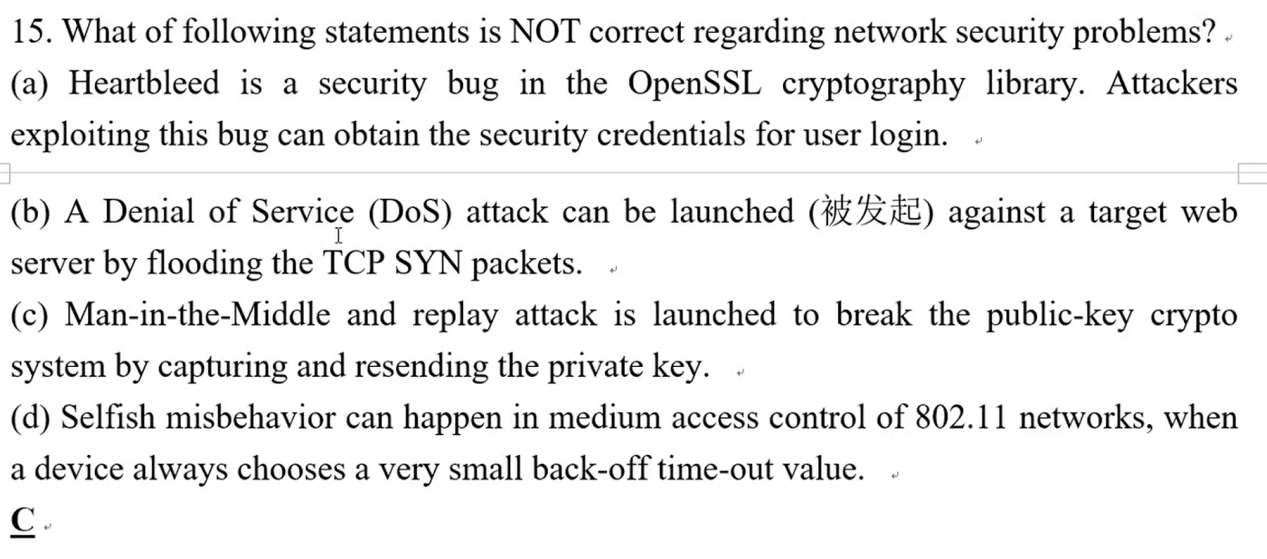 15. What of following statements is NOT correct regarding network security problems?
(a) Heartbleed is a security bug in the OpenSSL cryptography library. Attackers
exploiting this bug can obtain the security credentials for user login.
(b) A Denial of Service (DoS) attack can be launched (被发起) against a target web
server by flooding the TCP SYN packets.
(c) Man-in-the-Middle and replay attack is launched to break the public-key crypto
system by capturing and resending the private key.
(d) Selfish misbehavior can happen in medium access control of 802.11 networks, when
a device always chooses a very small back-off time-out value.
C